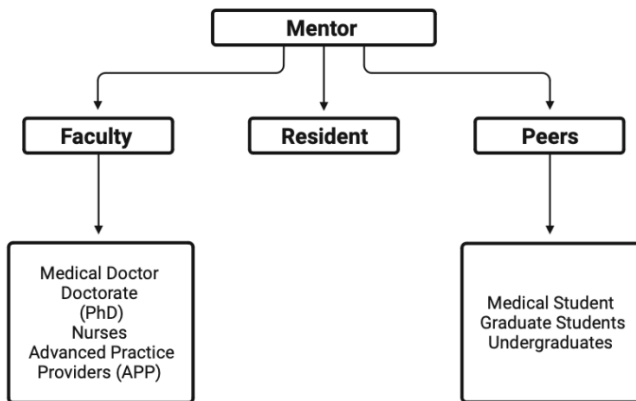 Mentor
Faculty
Resident
Peers
Medical Doctor
Doctorate
(PhD)
Nurses
Advanced Practice
Providers (APP)
Medical Student
Graduate Students
Undergraduates